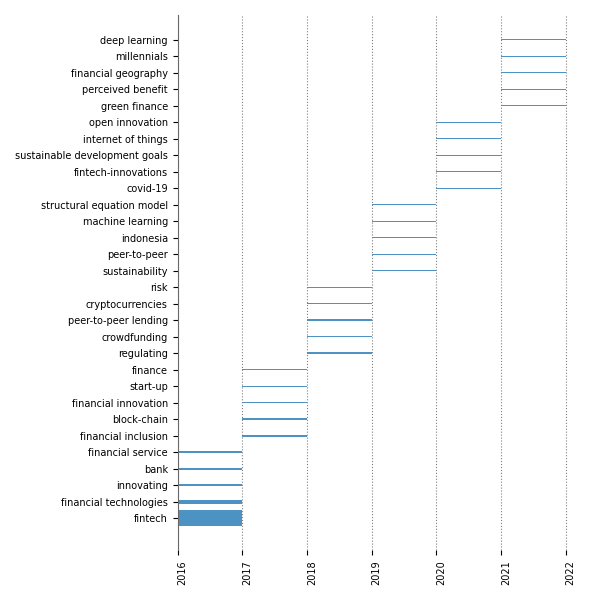 deep learning
millennials
financial geography
perceived benefit
green finance
open innovation
internet of things
sustainable development goals
fintech-innovations
covid-19
structural equation model
machine learning
indonesia
peer-to-peer
sustainability
risk
cryptocurrencies
peer-to-peer lending
crowdfunding
regulating
finance
start-up
financial innovation
block-chain
financial inclusion
financial service
bank
innovating
financial technologies
fintech
2016
2017
2018
2019
2020
2021
2022